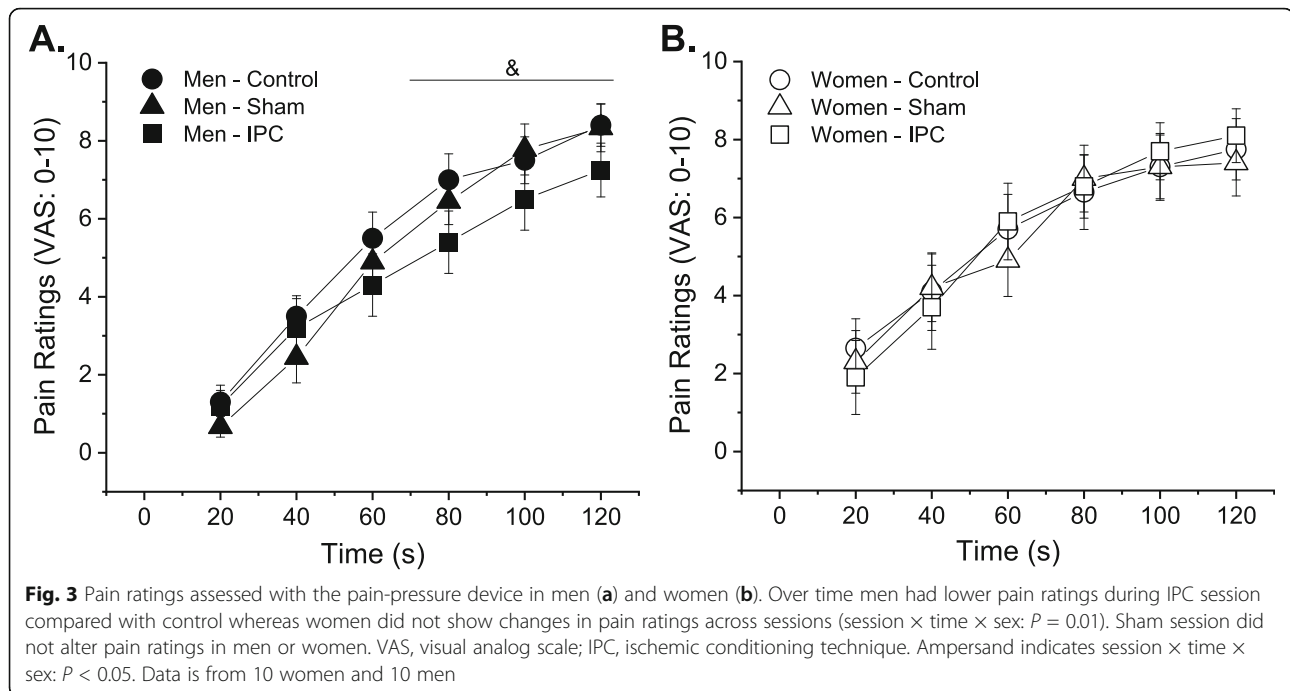 A.
Men - Control
Men - Sham
Men - IPC
&
Pain Ratings (VAS: 0-10)
10
8
6
4
2
0
0 20 40 60 80 100 120
Time (s)
B.
Women - Control
Women - Sham
Women - IPC
Pain Ratings (VAS: 0-10)
10
8
6
4
2
0
0 20 40 60 80 100 120
Time (s)
Fig. 3 Pain ratings assessed with the pain-pressure device in men (a) and women (b). Over time men had lower pain ratings during IPC session
compared with control whereas women did not show changes in pain ratings across sessions (session × time × sex: P = 0.01). Sham session did
not alter pain ratings in men or women. VAS, visual analog scale; IPC, ischemic conditioning technique. Ampersand indicates session × time ×
sex: P < 0.05. Data is from 10 women and 10 men